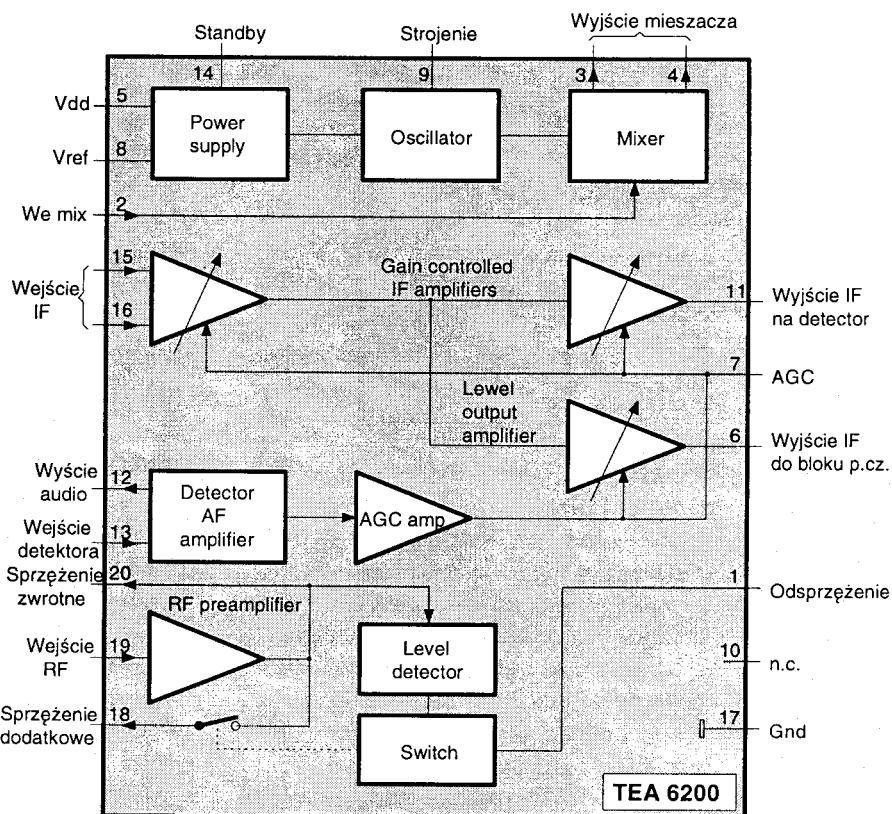 Wyjście mieszacza
Standby
Strojenie
14
9
3
4
Vdd
5
Power
supply
Oscillator
Mixer
Vref
8
We mix
2
15
Wejście
IF
16
Gain controlled
IF amplifiers
11
Wyjście IF
na detector
7
AGC
Lewel
output
amplifier
6
Wyjście IF
do bloku p.cz.
Wyście
audio
12
Detector
AF
amplifier
AGC amp
Wejście
detektora
13
Sprzężenie
zwrotne
20
RF preamplifier
1
Odsprzężenie
Wejście
RF
19
Level
detector
10
n.c.
Sprzężenie
dodatkowe
18
Switch
17
Gnd
TEA 6200